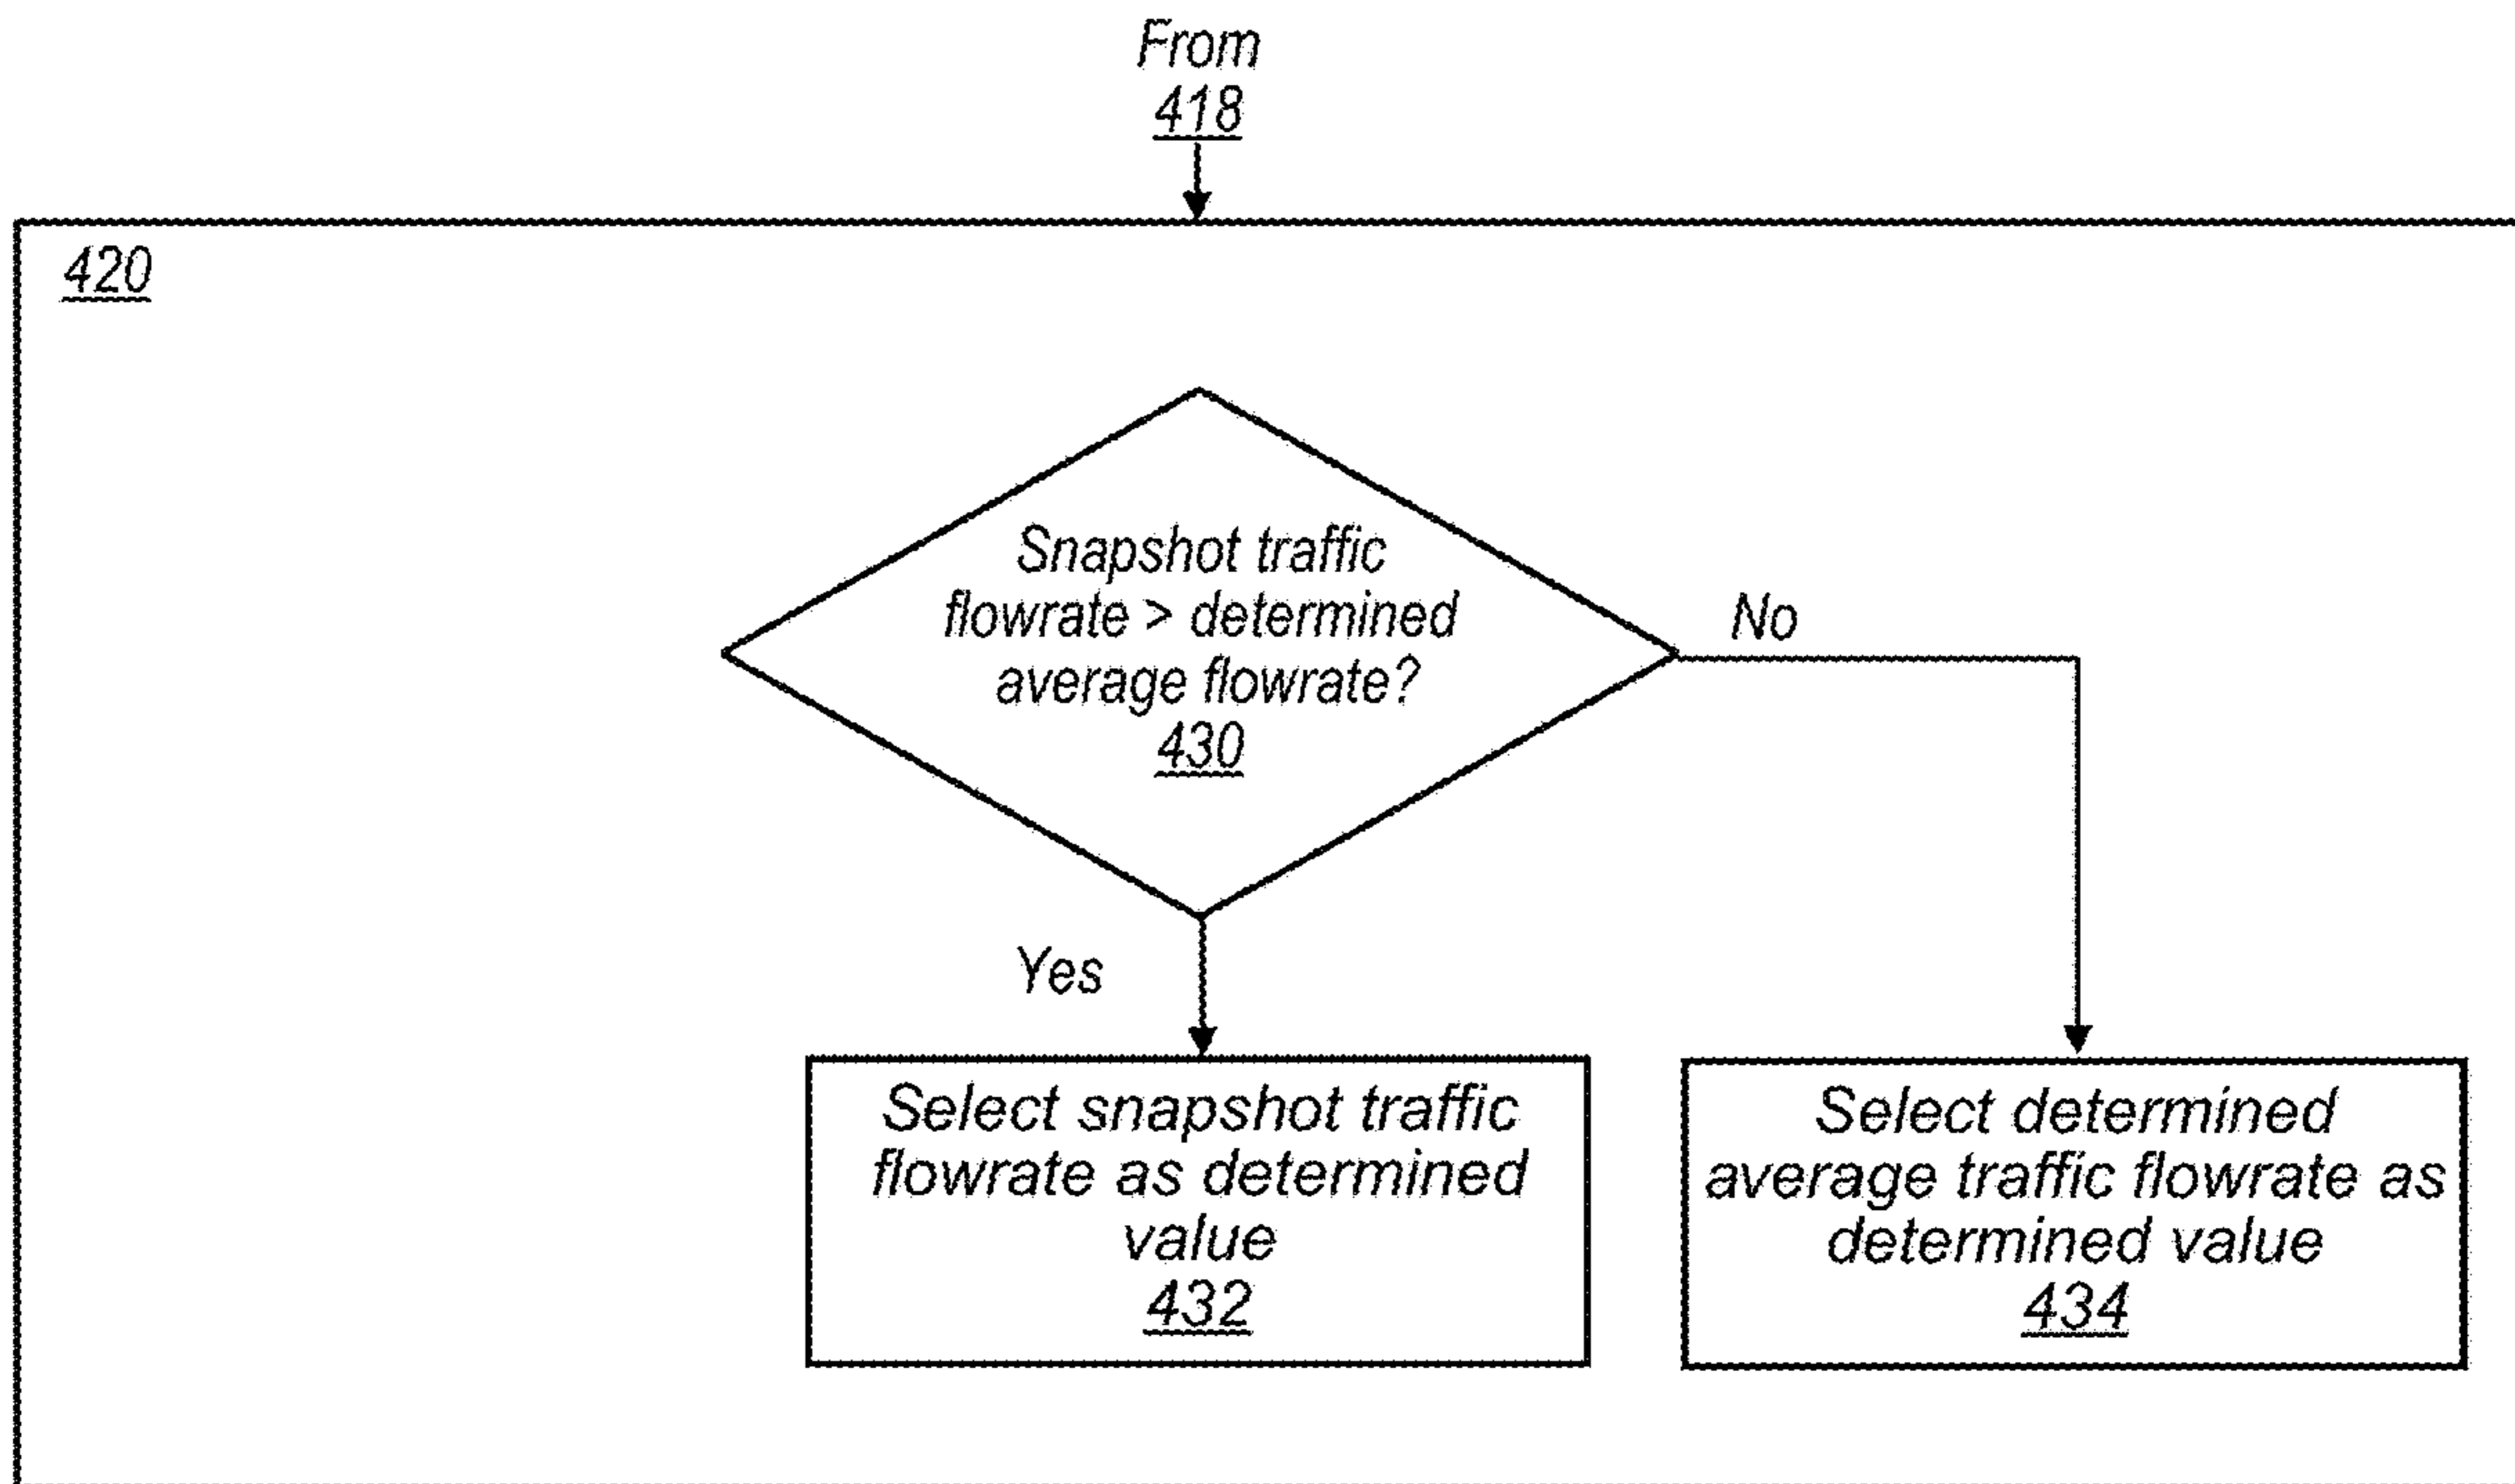 From
418
420
Snapshot traffic
flowrate > determined
average flowrate?
430
No
Yes
Select snapshot traffic
flowrate as determined
value
432
Select determined
average traffic flowrate as
determined value
434